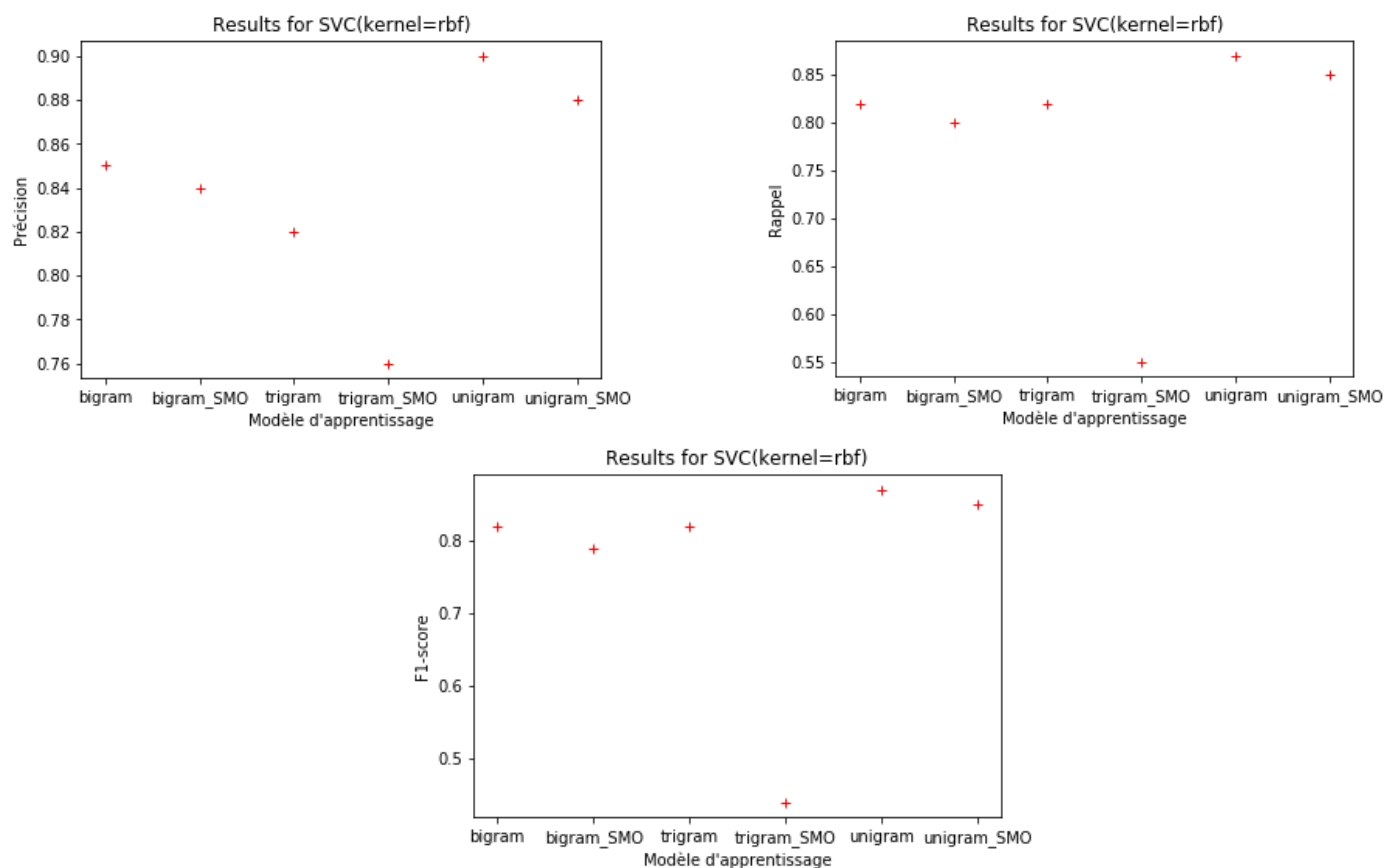 Results for SVC(kernel=rbf)
0.90
0.88
0.86
0.84
0.82
0.80
0.78
0.76
Précision
bigram bigram_SMO trigram trigram_SMO unigram unigram_SMO
Modèle d'apprentissage
Results for SVC(kernel=rbf)
0.85
0.80
0.75
0.70
0.65
0.60
0.55
Rappel
bigram bigram_SMO trigram trigram_SMO unigram unigram_SMO
Modèle d'apprentissage
Results for SVC(kernel=rbf)
0.8
0.7
0.6
0.5
F1-score
bigram bigram_SMO trigram trigram_SMO unigram unigram_SMO
Modèle d'apprentissage